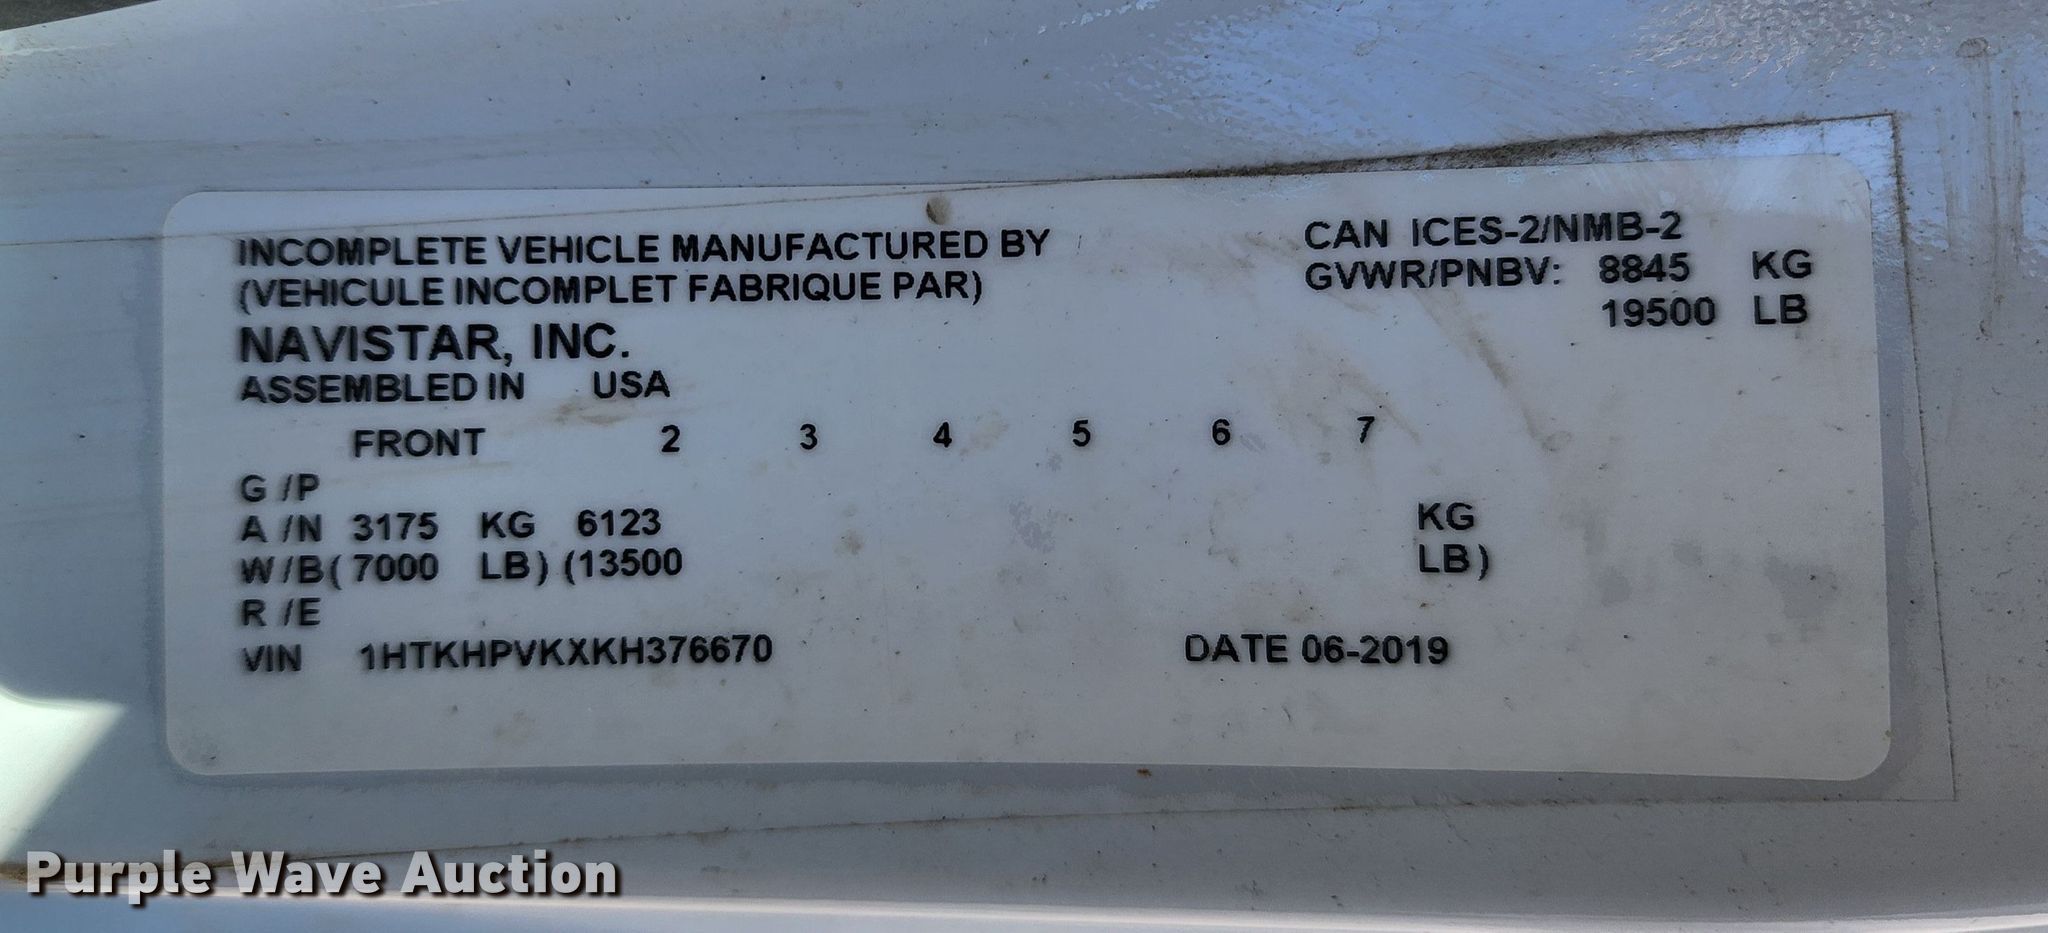 INCOMPLETE VEHICLE MANUFACTURED BY
(VEHICULE INCOMPLET FABRIQUE PAR)
NAVISTAR, INC.
ASSEMBLED IN USA
CAN ICES-2/NMB-2
GVWR/PNBV: 8845 KG
19500 LB
FRONT 2 3 4 5 6 7
G /P
A /N 3175 KG 6123 KG
W/B( 7000 LB) (13500 LB)
R /E
VIN 1HTKHPVKXKH376670 DATE 06-2019
Purple Wave Auction